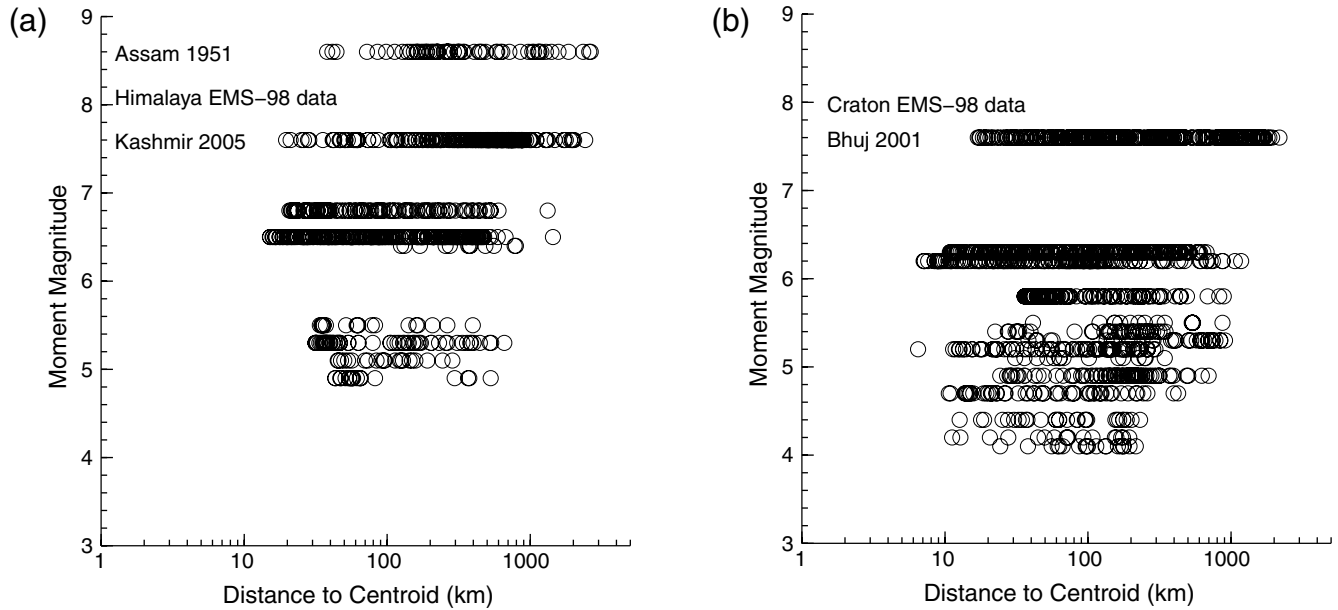 (a)
9
8
7
6
5
4
3
Moment Magnitude
Assam 1951
Himalaya EMS−98 data
Kashmir 2005
1
10
100
1000
Distance to Centroid (km)
(b)
9
8
7
6
5
4
3
Moment Magnitude
Craton EMS−98 data
Bhuj 2001
1
10
100
1000
Distance to Centroid (km)